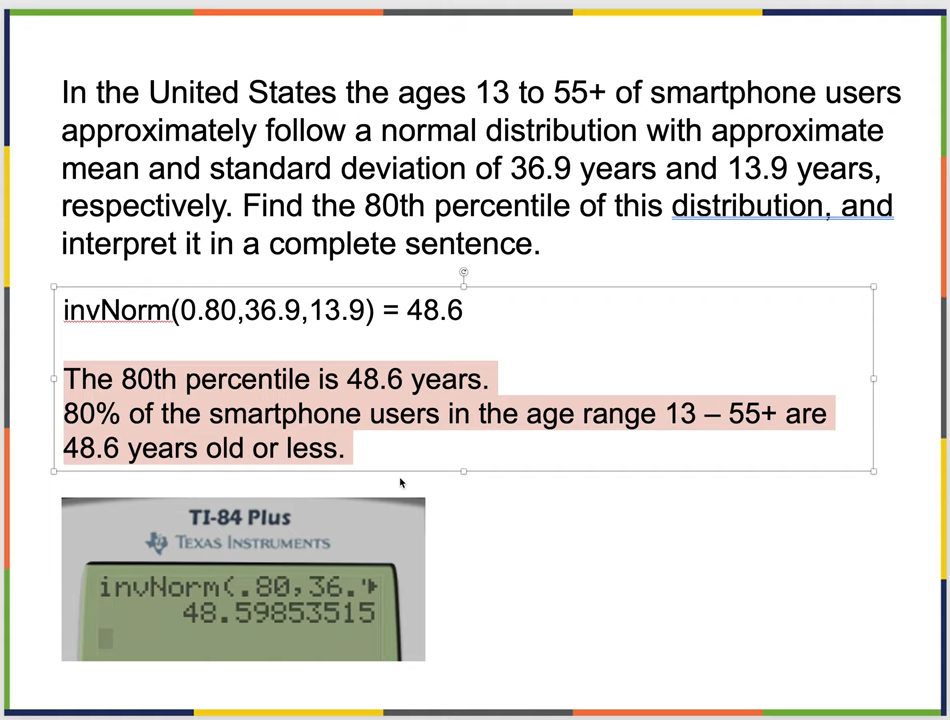 In the United States the ages 13 to 55+ of smartphone users
approximately follow a normal distribution with approximate
mean and standard deviation of 36.9 years and 13.9 years,
respectively. Find the 80th percentile of this distribution, and
interpret it in a complete sentence.
invNorm(0.80,36.9,13.9) = 48.6
The 80th percentile is 48.6 years.
80% of the smartphone users in the age range 13 – 55+ are
48.6 years old or less.
TI-84 Plus
TEXAS INSTRUMENTS
invNorm(.80,36.
48.59853515